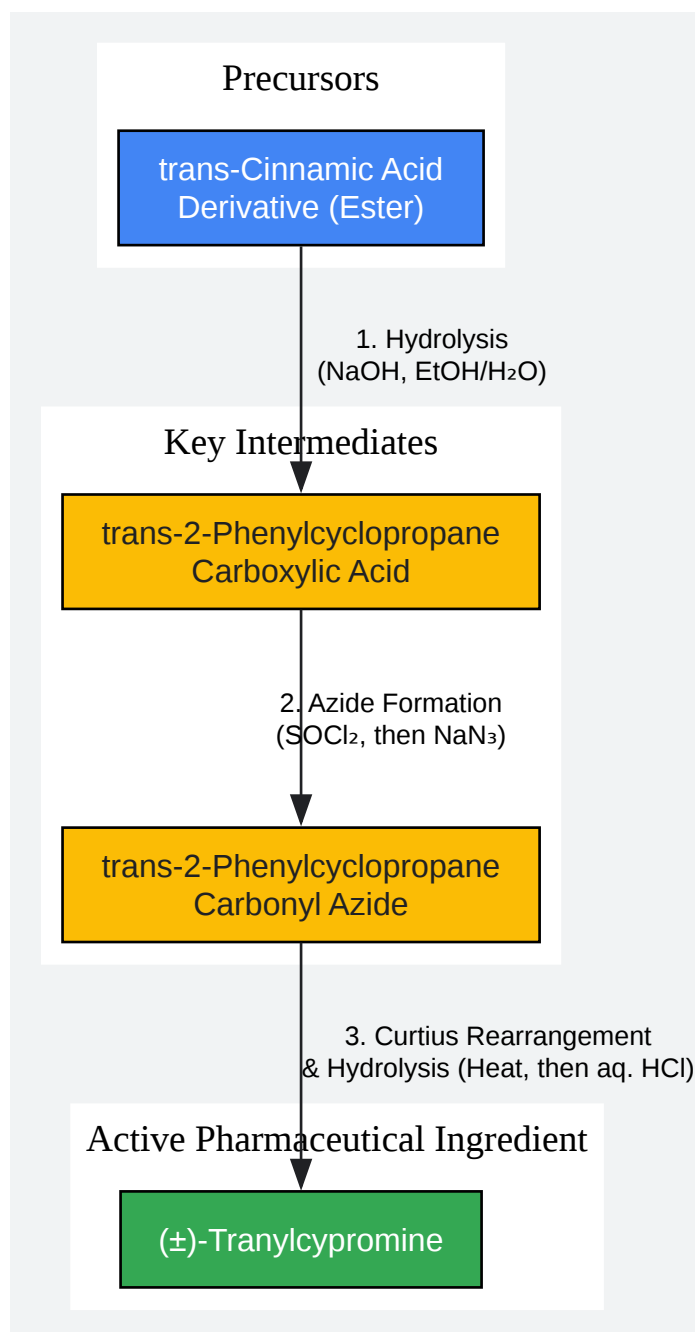 Precursors
trans-Cinnamic Acid
Derivative (Ester)
1. Hydrolysis
(NaOH, EtOH/H₂O)
Key Intermediates
trans-2-Phenylcyclopropane
Carboxylic Acid
2. Azide Formation
(SOCl₂, then NaN₃)
trans-2-Phenylcyclopropane
Carbonyl Azide
3. Curtius Rearrangement
& Hydrolysis (Heat, then aq. HCl)
Active Pharmaceutical Ingredient
(±)-Tranylcypromine